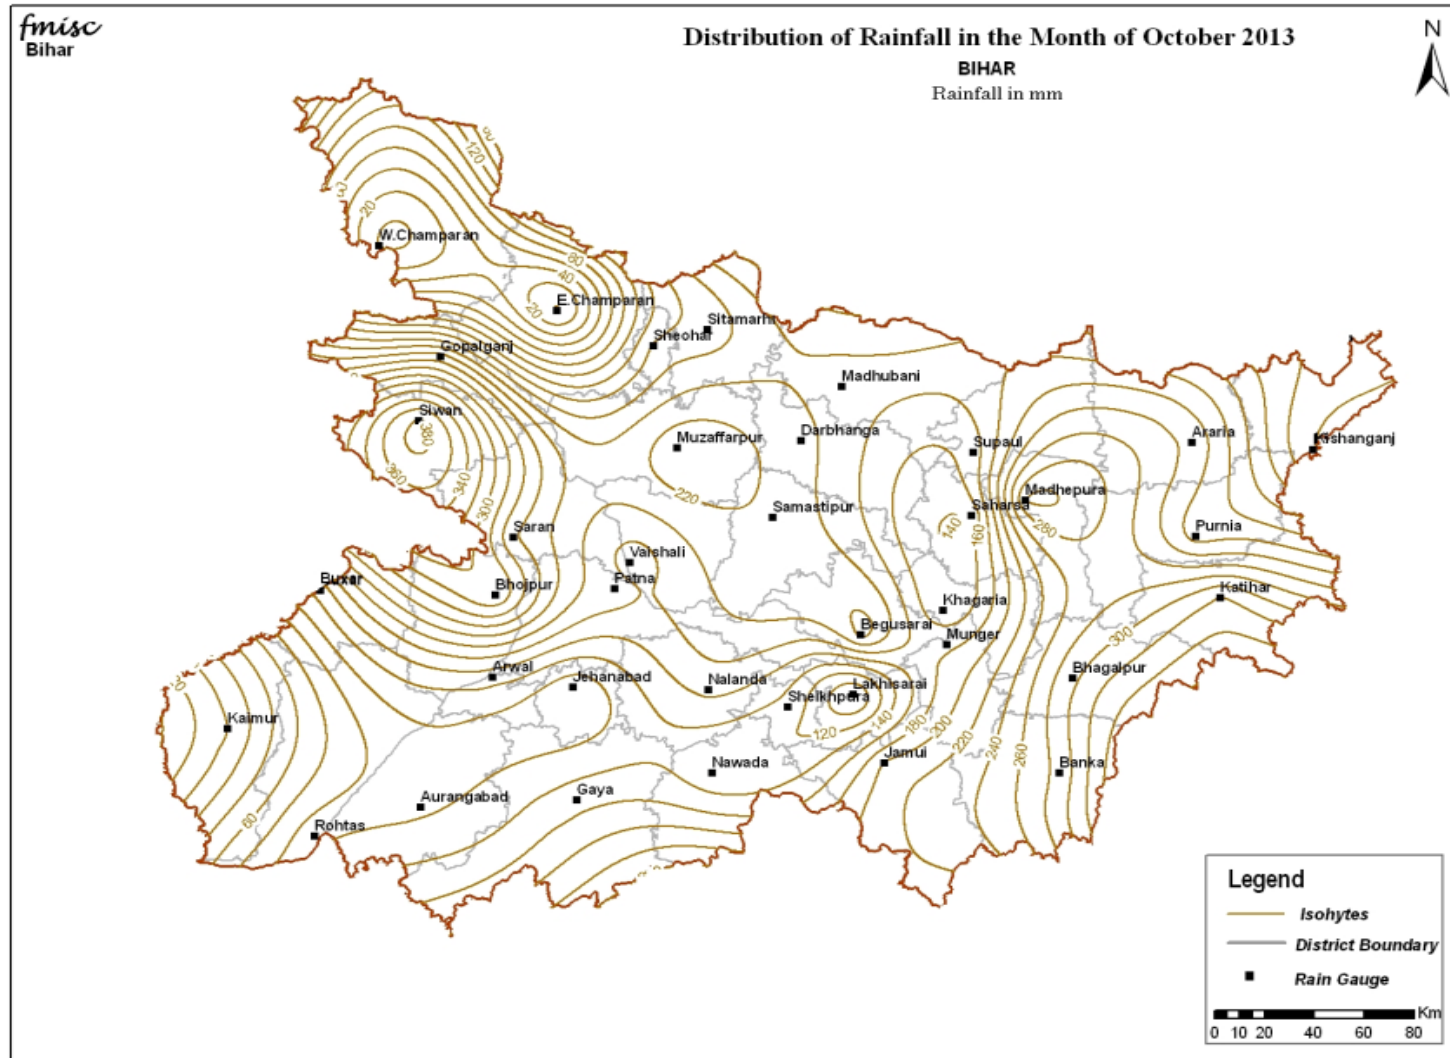 fmisc
Bihar
Distribution of Rainfall in the Month of October 2013
BIHAR
Rainfall in mm
N
120
20
W.Champaran
60
40
20
E.Champaran
Sitamarhi
Sheohar
Gopalganj
Madhubani
Siwan
380
Muzaffarpur
Darbhanga
Supaul
Araria
Kishanganj
360
340
300
220
Madhepura
Saharsa
Samastipur
140
160
280
Purnia
Saran
Vaishali
Buxar
Bhojpur
Patna
Katihar
Khagaria
Begusarai
Munger
300
Arwal
Jehanabad
Nalanda
Lakhisarai
Sheikhpura
Bhagalpur
Kaimur
120
140
180
300
220
240
260
Jamui
Nawada
Banka
Aurangabad
Gaya
60
Rohtas
Legend
Isohytes
District Boundary
Rain Gauge
Km
0 10 20 40 60 80